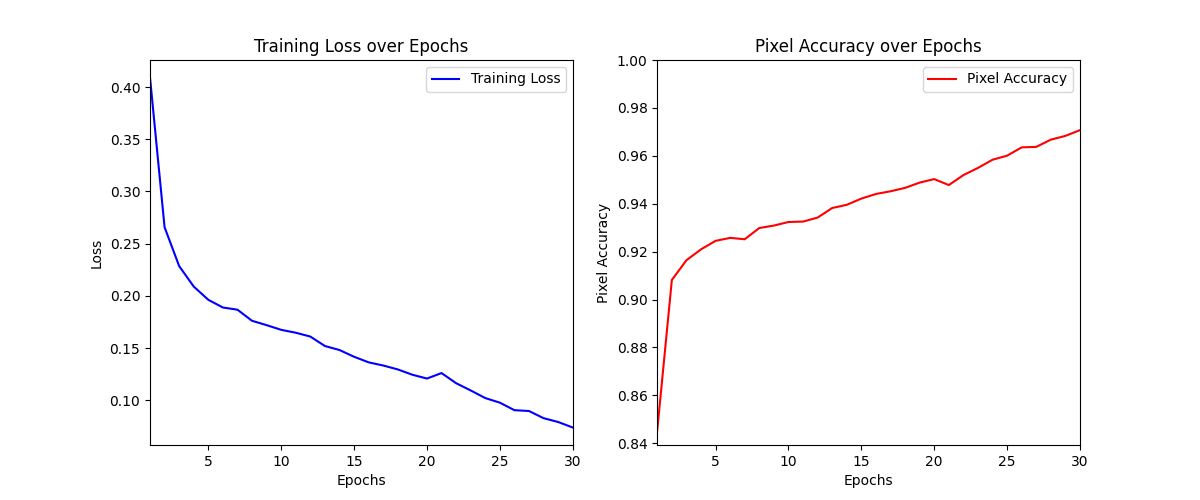 Training Loss over Epochs
Training Loss
0.40
0.35
0.30
0.25
0.20
0.15
0.10
Loss
5 10 15 20 25 30
Epochs
Pixel Accuracy over Epochs
Pixel Accuracy
1.00
0.98
0.96
0.94
0.92
0.90
0.88
0.86
0.84
Pixel Accuracy
5 10 15 20 25 30
Epochs